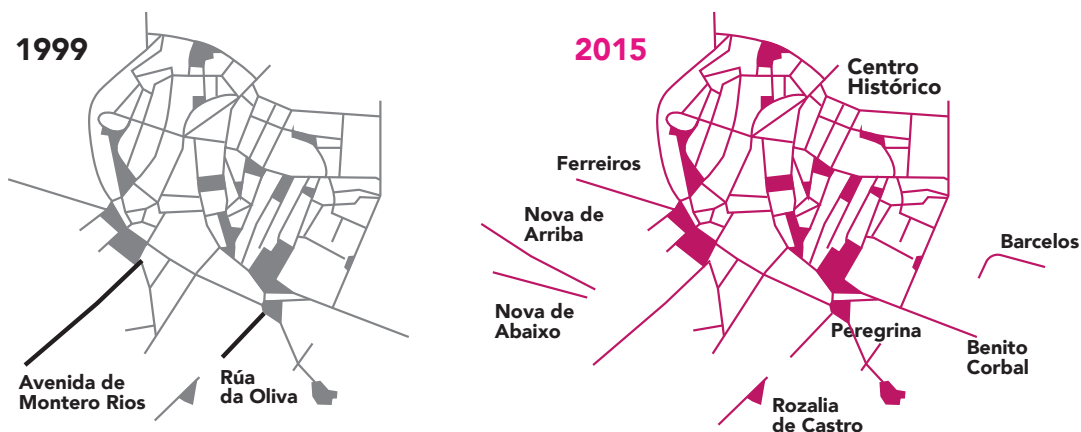 1999
Avenida de
Montero Rios
Rúa
da Oliva
2015
Centro
Histórico
Ferreiros
Nova de
Arriba
Nova de
Abaixo
Barcelos
Peregrina
Benito
Corbal
Rozalia
de Castro